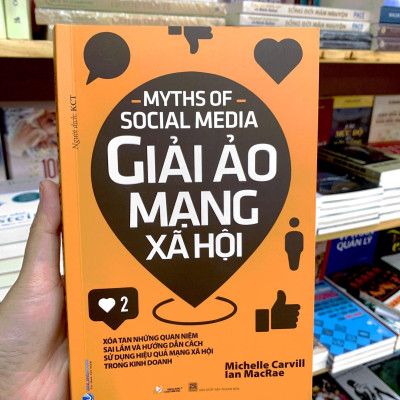 Người dịch: KCT
MYTHS OF
SOCIAL MEDIA
GIẢI ẢO
MẠNG
XÃ HỘI
2
XÓA TAN NHỮNG QUAN NIỆM
SAI LẦM VÀ HƯỚNG DẪN CÁCH
SỬ DỤNG HIỆU QUẢ MẠNG XÃ HỘI
TRONG KINH DOANH
Michelle Carvill
Ian MacRae
QUẢN LÝ